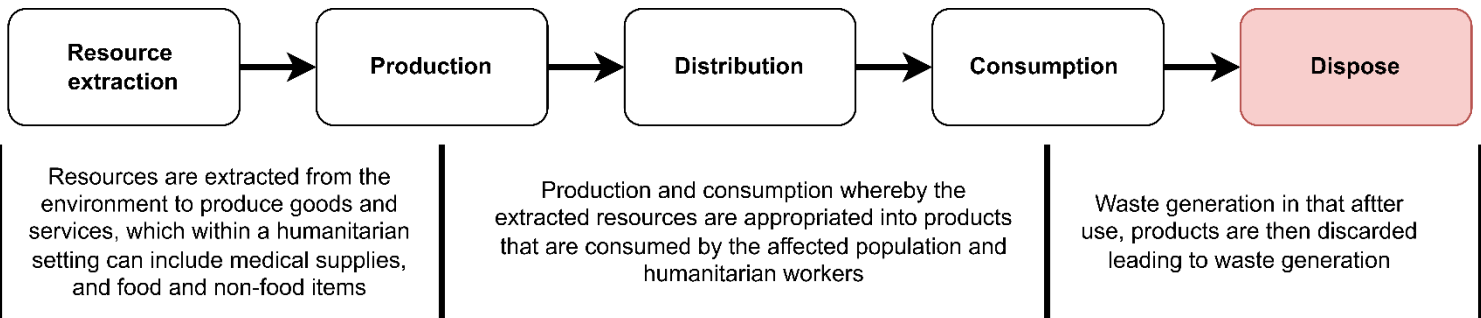 Resource
extraction
Production
Distribution
Consumption
Dispose
Resources are extracted from the
environment to produce goods and
services, which within a humanitarian
setting can include medical supplies,
and food and non-food items
Production and consumption whereby the
extracted resources are appropriated into products
that are consumed by the affected population and
humanitarian workers
Waste generation in that affter
use, products are then discarded
leading to waste generation